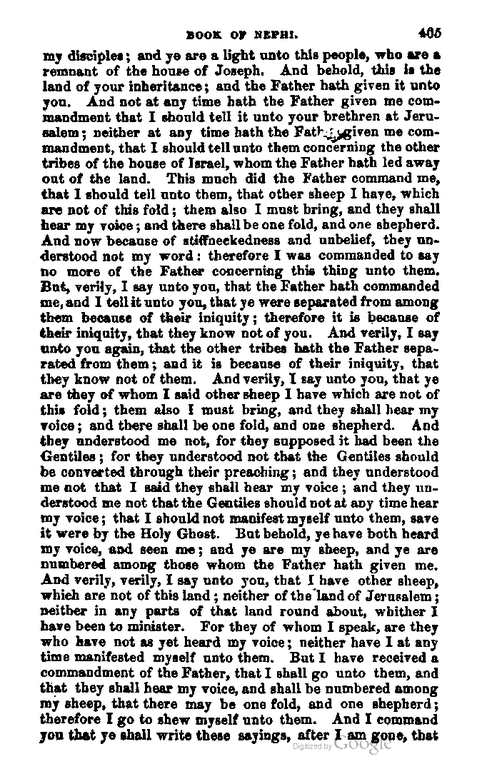 BOOK OF NEPHI. 465
my disciples; and ye are a light unto this people, who are a
remnant of the house of Joseph. And behold, this is the
land of your inheritance; and the Father hath given it unto
you. And not at any time hath the Father given me com-
mandment that I should tell it unto your brethren at Jeru-
salem; neither at any time hath the Father given me com-
mandment, that I should tell unto them concerning the other
tribes of the house of Israel, whom the Father hath led away
out of the land. This much did the Father command me,
that I should tell unto them, that other sheep I have, which
are not of this fold; them also I must bring, and they shall
hear my voice; and there shall be one fold, and one shepherd.
And now because of stiffneckedness and unbelief, they un-
derstood not my word: therefore I was commanded to say
no more of the Father concerning this thing unto them.
But, verily, I say unto you, that the Father hath commanded
me, and I tell it unto you, that ye were separated from among
them because of their iniquity; therefore it is because of
their iniquity, that they know not of you. And verily, I say
unto you again, that the other tribes hath the Father sepa-
rated from them; and it is because of their iniquity, that
they know not of them. And verily, I say unto you, that ye
are they of whom I said other sheep I have which are not of
this fold; them also I must bring, and they shall hear my
voice; and there shall be one fold, and one shepherd. And
they understood me not, for they supposed it had been the
Gentiles; for they understood not that the Gentiles should
be converted through their preaching; and they understood
me not that I said they shall hear my voice; and they un-
derstood me not that the Gentiles should not at any time hear
my voice; that I should not manifest myself unto them, save
it were by the Holy Ghost. But behold, ye have both heard
my voice, and seen me; and ye are my sheep, and ye are
numbered among those whom the Father hath given me.
And verily, verily, I say unto you, that I have other sheep,
which are not of this land; neither of the land of Jerusalem;
neither in any parts of that land round about, whither I
have been to minister. For they of whom I speak, are they
who have not as yet heard my voice; neither have I at any
time manifested myself unto them. But I have received a
commandment of the Father, that I shall go unto them, and
that they shall hear my voice, and shall be numbered among
my sheep, that there may be one fold, and one shepherd;
therefore I go to shew myself unto them. And I command
you that ye shall write these sayings, after I am gone, that
Digitized by Google